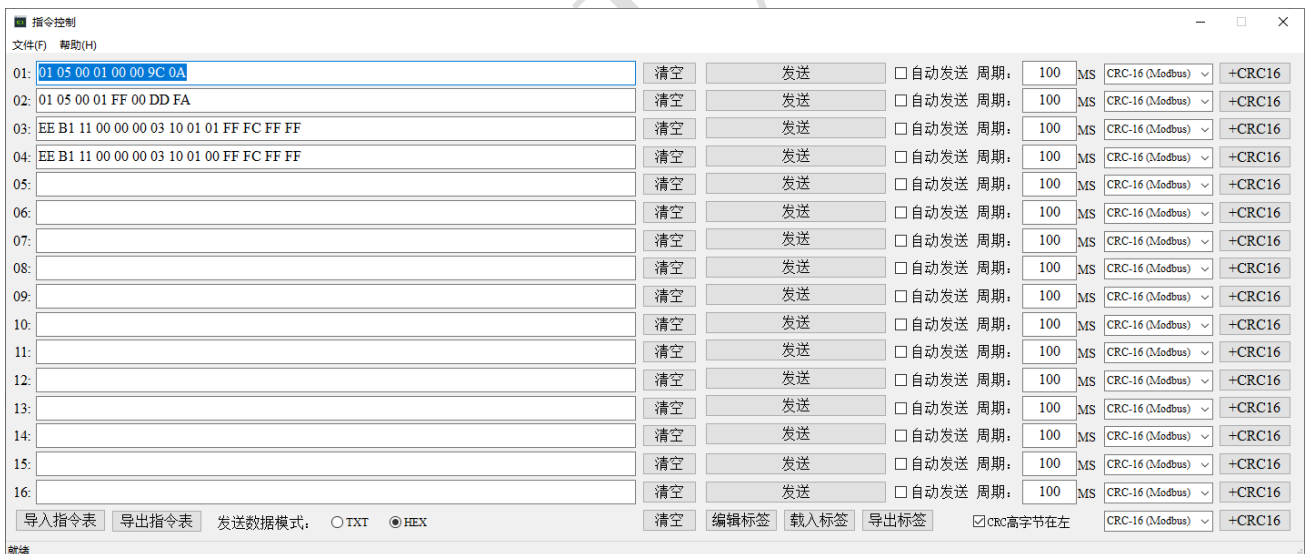 指令控制
文件(F) 帮助(H)
01: 01 05 00 01 00 00 9C 0A 清空 发送 自动发送 周期: 100 MS CRC-16 (Modbus) +CRC16
02: 01 05 00 01 FF 00 DD FA 清空 发送 自动发送 周期: 100 MS CRC-16 (Modbus) +CRC16
03: EE B1 11 00 00 00 03 10 01 01 FF FC FF FF 清空 发送 自动发送 周期: 100 MS CRC-16 (Modbus) +CRC16
04: EE B1 11 00 00 00 03 10 01 00 FF FC FF FF 清空 发送 自动发送 周期: 100 MS CRC-16 (Modbus) +CRC16
05: 清空 发送 自动发送 周期: 100 MS CRC-16 (Modbus) +CRC16
06: 清空 发送 自动发送 周期: 100 MS CRC-16 (Modbus) +CRC16
07: 清空 发送 自动发送 周期: 100 MS CRC-16 (Modbus) +CRC16
08: 清空 发送 自动发送 周期: 100 MS CRC-16 (Modbus) +CRC16
09: 清空 发送 自动发送 周期: 100 MS CRC-16 (Modbus) +CRC16
10: 清空 发送 自动发送 周期: 100 MS CRC-16 (Modbus) +CRC16
11: 清空 发送 自动发送 周期: 100 MS CRC-16 (Modbus) +CRC16
12: 清空 发送 自动发送 周期: 100 MS CRC-16 (Modbus) +CRC16
13: 清空 发送 自动发送 周期: 100 MS CRC-16 (Modbus) +CRC16
14: 清空 发送 自动发送 周期: 100 MS CRC-16 (Modbus) +CRC16
15: 清空 发送 自动发送 周期: 100 MS CRC-16 (Modbus) +CRC16
16: 清空 发送 自动发送 周期: 100 MS CRC-16 (Modbus) +CRC16
导入指令表 导出指令表 发送数据模式: TXT HEX 清空 编辑标签 载入标签 导出标签 CRC高字节在左 CRC-16 (Modbus) +CRC16
就绪